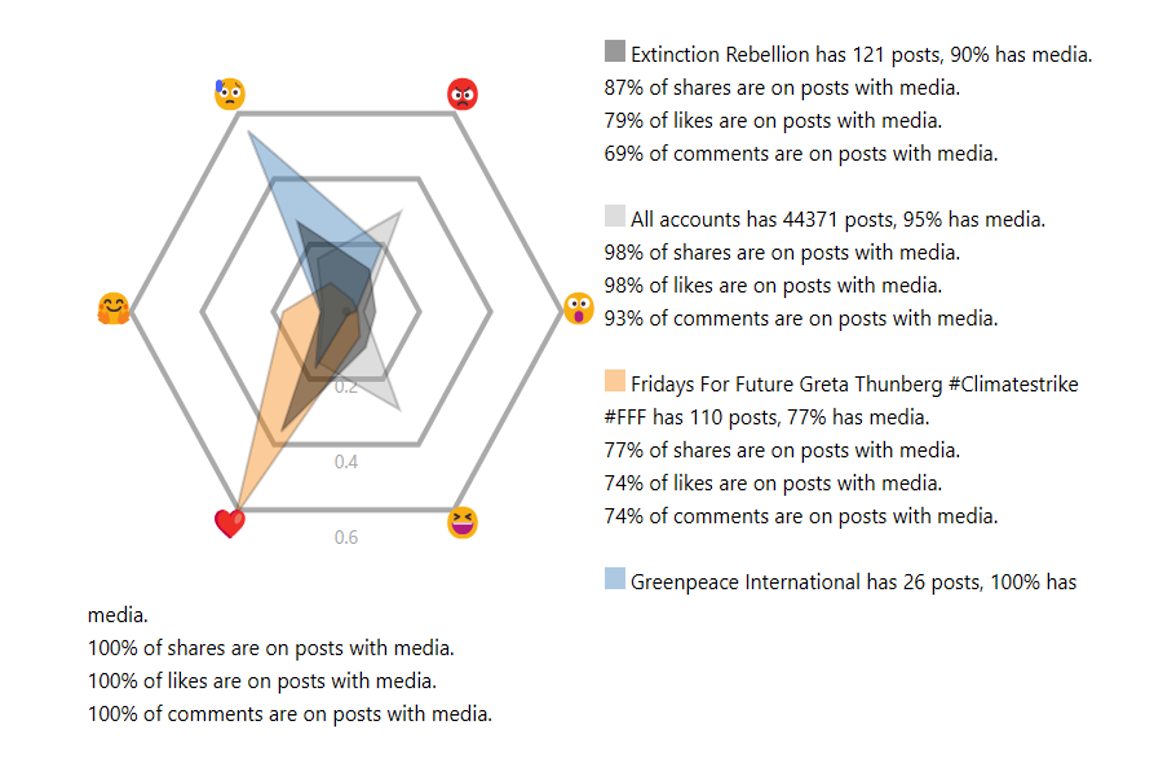 Extinction Rebellion has 121 posts, 90% has media.
87% of shares are on posts with media.
79% of likes are on posts with media.
69% of comments are on posts with media.
All accounts has 44371 posts, 95% has media.
98% of shares are on posts with media.
98% of likes are on posts with media.
93% of comments are on posts with media.
Fridays For Future Greta Thunberg #Climatestrike
#FFF has 110 posts, 77% has media.
77% of shares are on posts with media.
74% of likes are on posts with media.
74% of comments are on posts with media.
Greenpeace International has 26 posts, 100% has
media.
100% of shares are on posts with media.
100% of likes are on posts with media.
100% of comments are on posts with media.
0.2
0.4
0.6